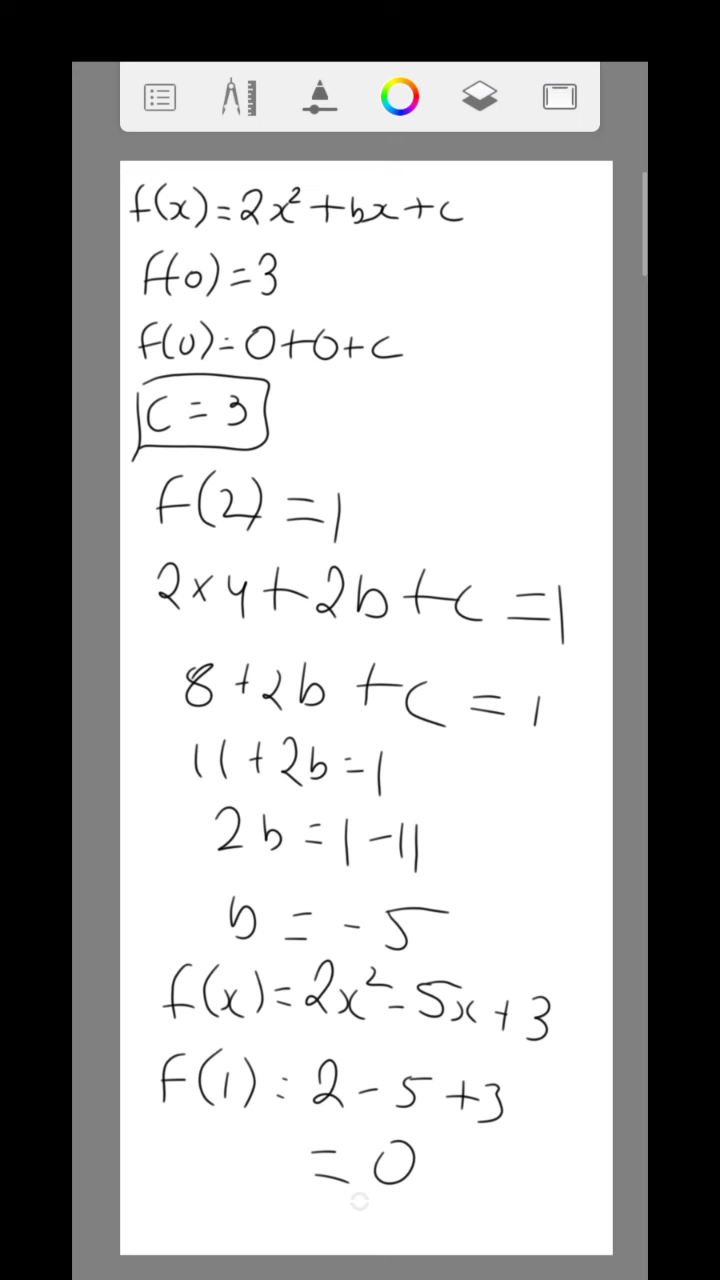 f(x)=2x²+bx+c
f(0)=3
f(0)=0+0+c
c=3
f(2)=1
2×4+2b+c=1
8+2b+c=1
11+2b=1
2b=1-11
b=-5
f(x)=2x²-5x+3
f(1)=2-5+3
=0